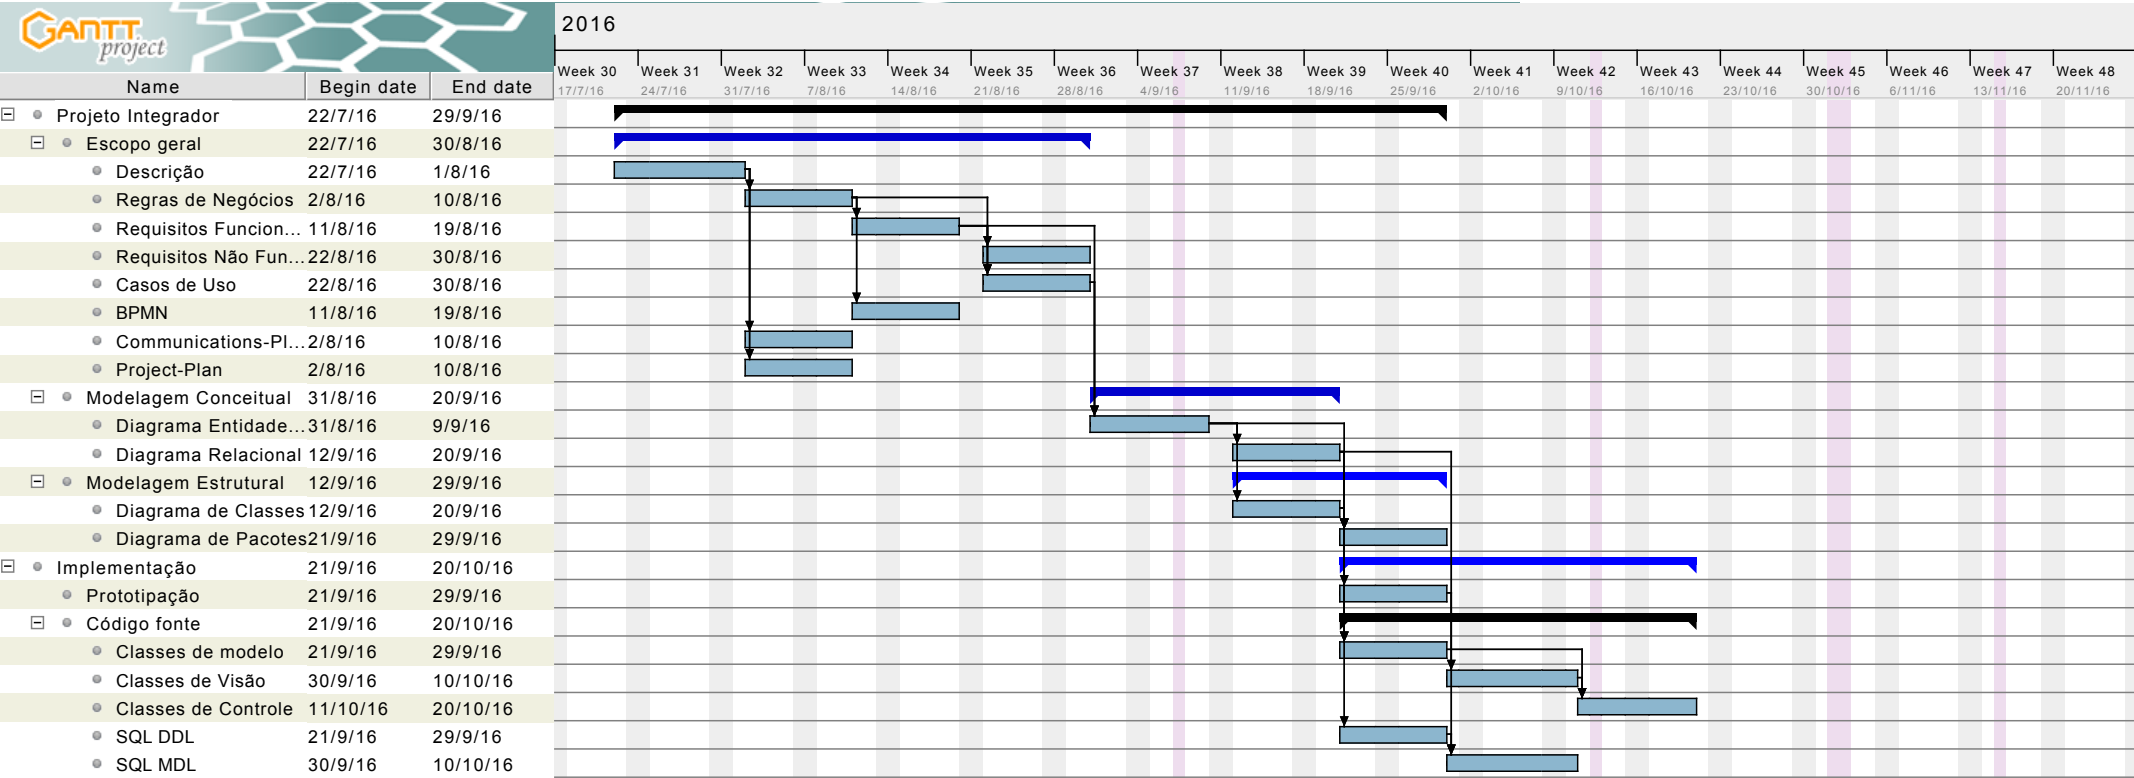 GANTT
project
2016
Week 30 Week 31 Week 32 Week 33 Week 34 Week 35 Week 36 Week 37 Week 38 Week 39 Week 40 Week 41 Week 42 Week 43 Week 44 Week 45 Week 46 Week 47 Week 48
17/7/16 24/7/16 31/7/16 7/8/16 14/8/16 21/8/16 28/8/16 4/9/16 11/9/16 18/9/16 25/9/16 2/10/16 9/10/16 16/10/16 23/10/16 30/10/16 6/11/16 13/11/16 20/11/16
Name Begin date End date
Projeto Integrador 22/7/16 29/9/16
Escopo geral 22/7/16 30/8/16
Descrição 22/7/16 1/8/16
Regras de Negócios 2/8/16 10/8/16
Requisitos Funcion... 11/8/16 19/8/16
Requisitos Não Fun... 22/8/16 30/8/16
Casos de Uso 22/8/16 30/8/16
BPMN 11/8/16 19/8/16
Communications-Pl... 2/8/16 10/8/16
Project-Plan 2/8/16 10/8/16
Modelagem Conceitual 31/8/16 20/9/16
Diagrama Entidade... 31/8/16 9/9/16
Diagrama Relacional 12/9/16 20/9/16
Modelagem Estrutural 12/9/16 29/9/16
Diagrama de Classes 12/9/16 20/9/16
Diagrama de Pacotes 21/9/16 29/9/16
Implementação 21/9/16 20/10/16
Prototipação 21/9/16 29/9/16
Código fonte 21/9/16 20/10/16
Classes de modelo 21/9/16 29/9/16
Classes de Visão 30/9/16 10/10/16
Classes de Controle 11/10/16 20/10/16
SQL DDL 21/9/16 29/9/16
SQL MDL 30/9/16 10/10/16